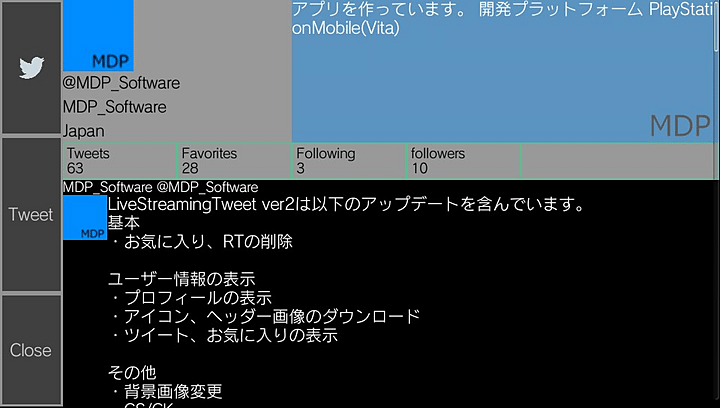 アプリを作っています。 開発プラットフォーム PlayStati
onMobile(Vita)
MDP
@MDP_Software
MDP_Software
Japan
MDP
Tweets
63
Favorites
28
Following
3
followers
10
Tweet
Close
MDP_Software @MDP_Software
MDP
LiveStreamingTweet ver2は以下のアップデートを含んでいます。
基本
・お気に入り、RTの削除
ユーザー情報の表示
・プロフィールの表示
・アイコン、ヘッダー画像のダウンロード
・ツイート、お気に入りの表示
その他
・背景画像変更